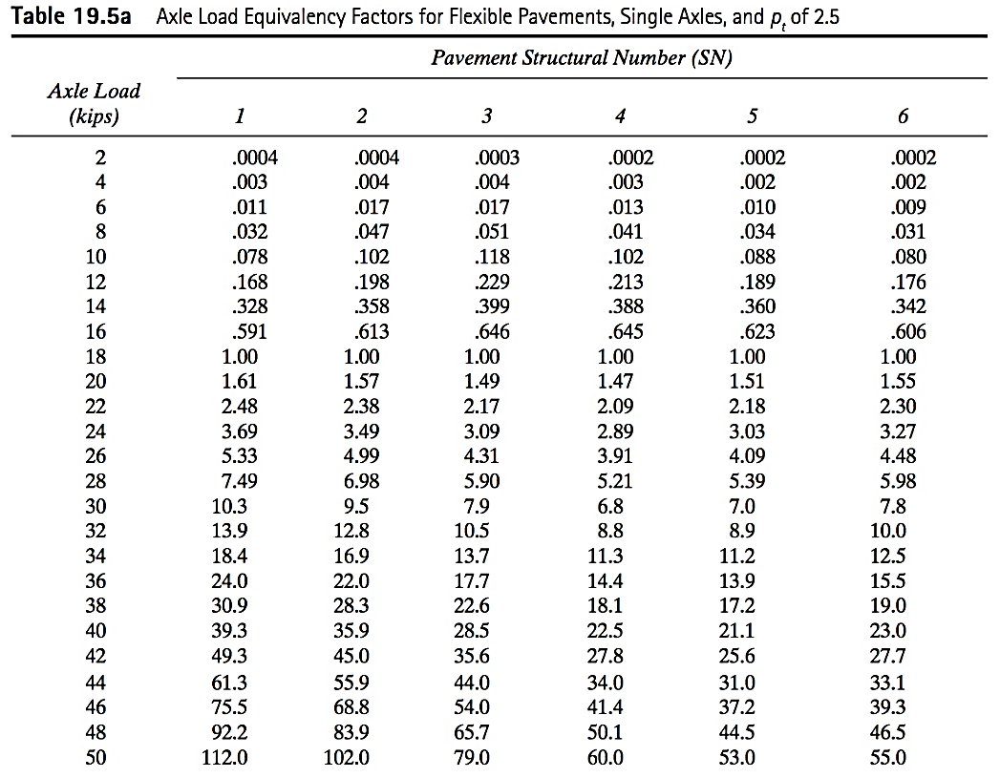 Table 19.5a Axle Load Equivalency Factors for Flexible Pavements, Single Axles, and pt of 2.5
Pavement Structural Number (SN)
Axle Load
(kips) 1 2 3 4 5 6
2 .0004 .0004 .0003 .0002 .0002 .0002
4 .003 .004 .004 .003 .002 .002
6 .011 .017 .017 .013 .010 .009
8 .032 .047 .051 .041 .034 .031
10 .078 .102 .118 .102 .088 .080
12 .168 .198 .229 .213 .189 .176
14 .328 .358 .399 .388 .360 .342
16 .591 .613 .646 .645 .623 .606
18 1.00 1.00 1.00 1.00 1.00 1.00
20 1.61 1.57 1.49 1.47 1.51 1.55
22 2.48 2.38 2.17 2.09 2.18 2.30
24 3.69 3.49 3.09 2.89 3.03 3.27
26 5.33 4.99 4.31 3.91 4.09 4.48
28 7.49 6.98 5.90 5.21 5.39 5.98
30 10.3 9.5 7.9 6.8 7.0 7.8
32 13.9 12.8 10.5 8.8 8.9 10.0
34 18.4 16.9 13.7 11.3 11.2 12.5
36 24.0 22.0 17.7 14.4 13.9 15.5
38 30.9 28.3 22.6 18.1 17.2 19.0
40 39.3 35.9 28.5 22.5 21.1 23.0
42 49.3 45.0 35.6 27.8 25.6 27.7
44 61.3 55.9 44.0 34.0 31.0 33.1
46 75.5 68.8 54.0 41.4 37.2 39.3
48 92.2 83.9 65.7 50.1 44.5 46.5
50 112.0 102.0 79.0 60.0 53.0 55.0